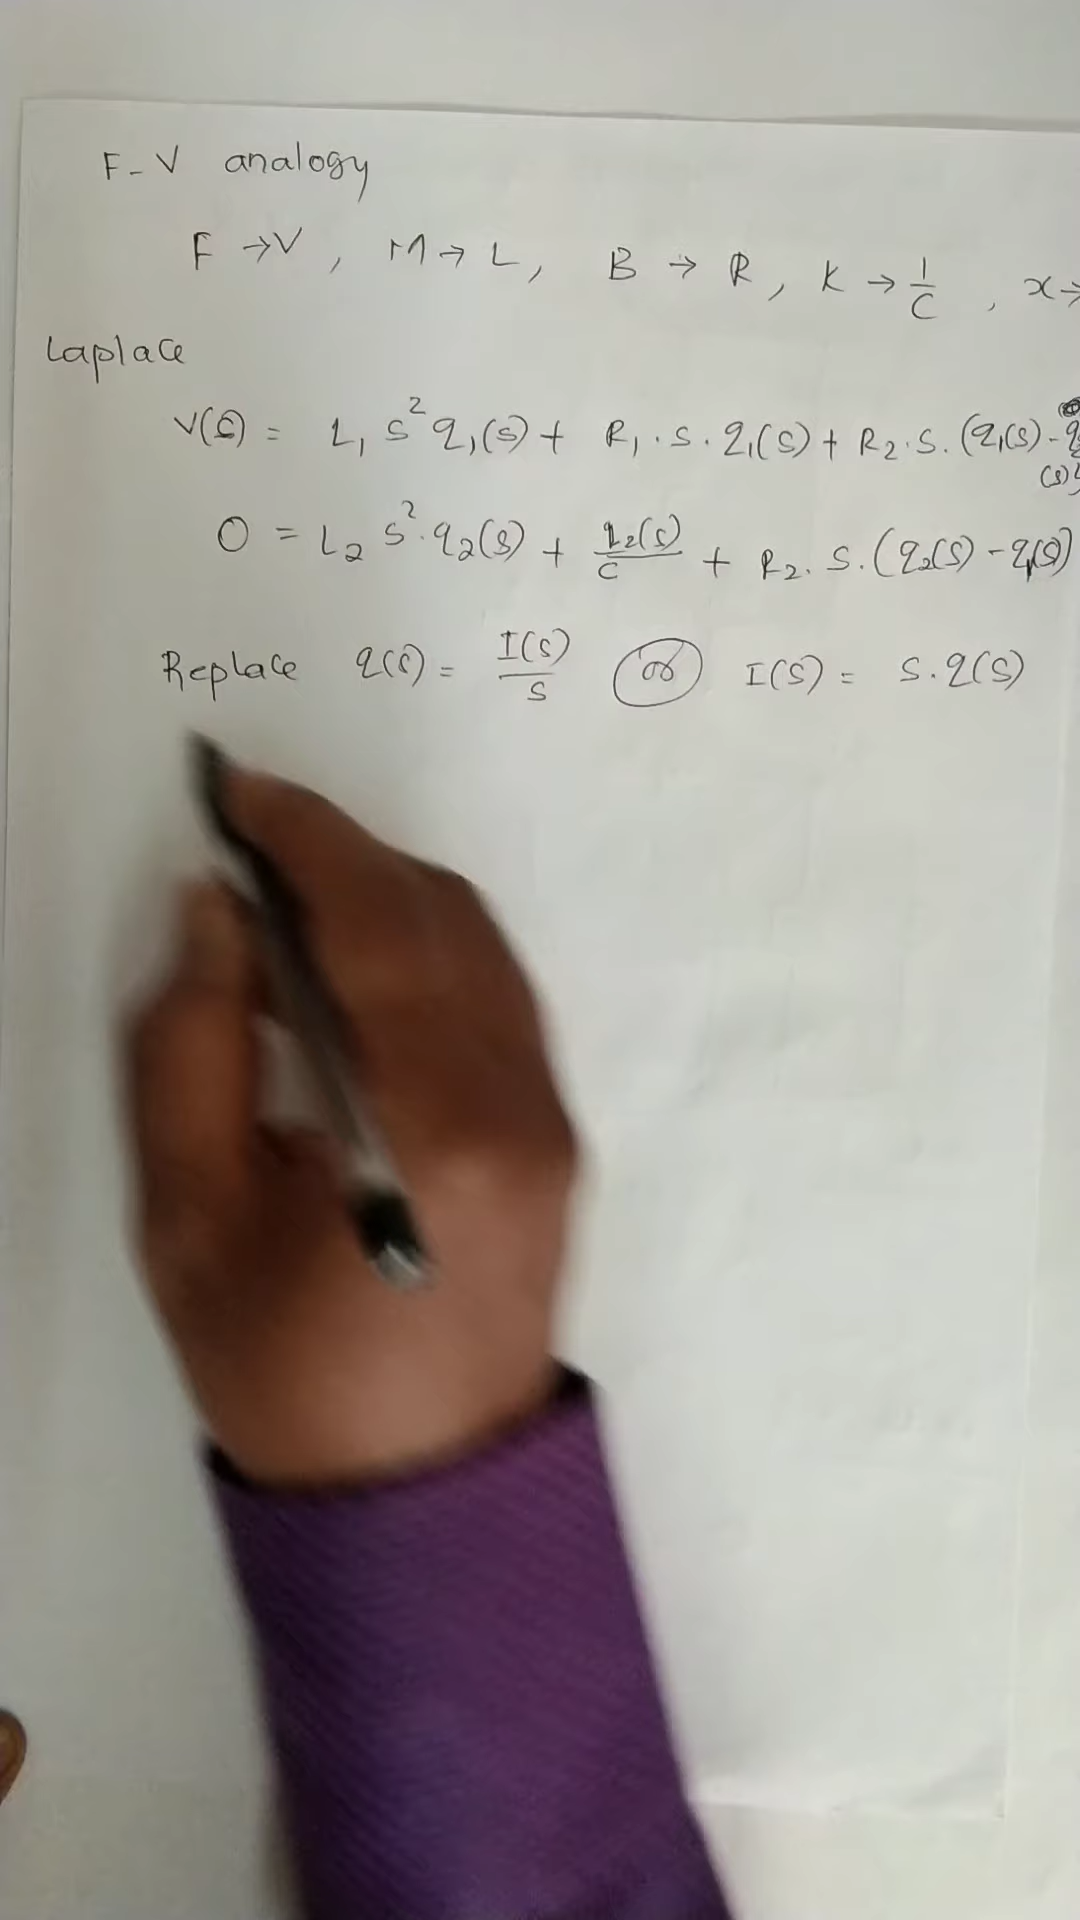 F-V analogy
F → V, M → L, B → R, K → 1/C, x →
Laplace
V(s) = L₁ s² q₁(s) + R₁ . s . q₁(s) + R₂ . s . (q₁(s) - q
(s))
0 = L₂ s² . q₂(s) + q₂(s)/C + R₂ . s . (q₂(s) - q₁(s))
Replace q(s) = I(s)/s or I(s) = s . q(s)